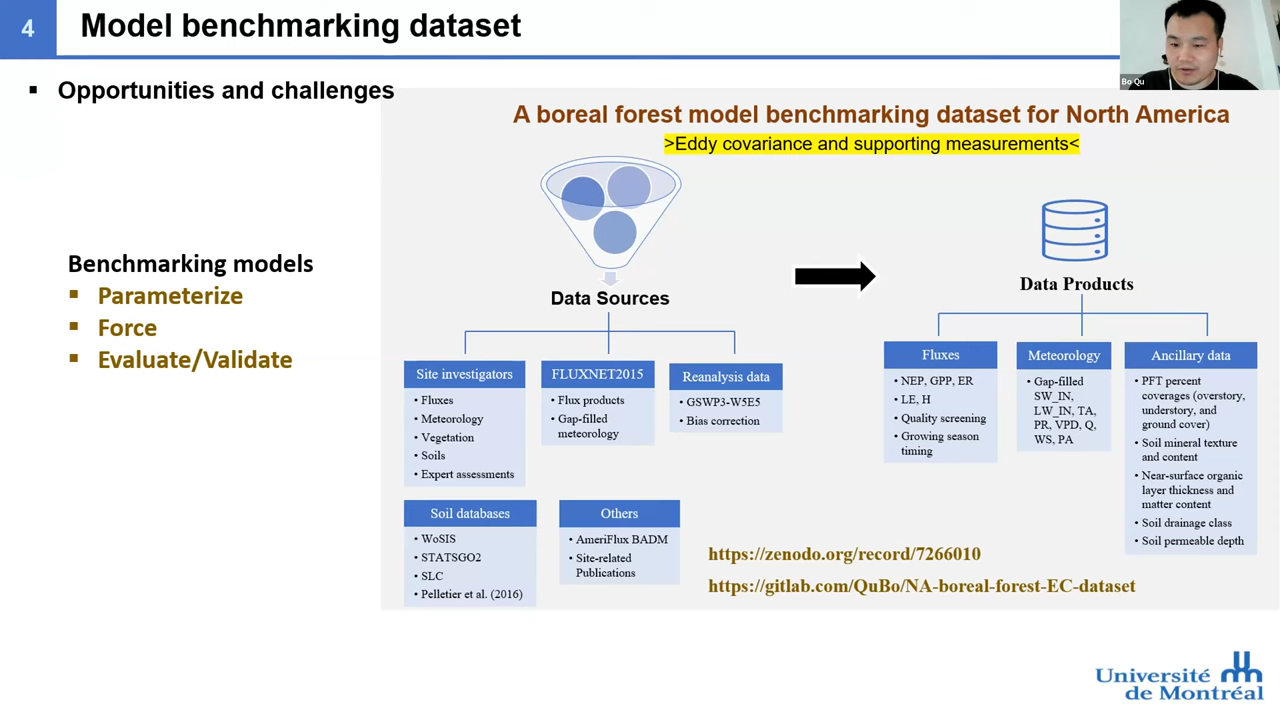 4
Model benchmarking dataset
Bo Qu
▪ Opportunities and challenges
A boreal forest model benchmarking dataset for North America
>Eddy covariance and supporting measurements<
Benchmarking models
▪ Parameterize
▪ Force
▪ Evaluate/Validate
Data Sources
Site investigators
• Fluxes
• Meteorology
• Vegetation
• Soils
• Expert assessments
FLUXNET2015
• Flux products
• Gap-filled
meteorology
Reanalysis data
• GSWP3-W5E5
• Bias correction
Soil databases
• WoSIS
• STATSGO2
• SLC
• Pelletier et al. (2016)
Others
• AmeriFlux BADM
• Site-related
Publications
Data Products
Fluxes
• NEP, GPP, ER
• LE, H
• Quality screening
• Growing season
timing
Meteorology
• Gap-filled
SW_IN,
LW_IN, TA,
PR, VPD, Q,
WS, PA
Ancillary data
• PFT percent
coverages (overstory,
understory, and
ground cover)
• Soil mineral texture
and content
• Near-surface organic
layer thickness and
matter content
• Soil drainage class
• Soil permeable depth
https://zenodo.org/record/7266010
https://gitlab.com/QuBo/NA-boreal-forest-EC-dataset
Université
de Montréal